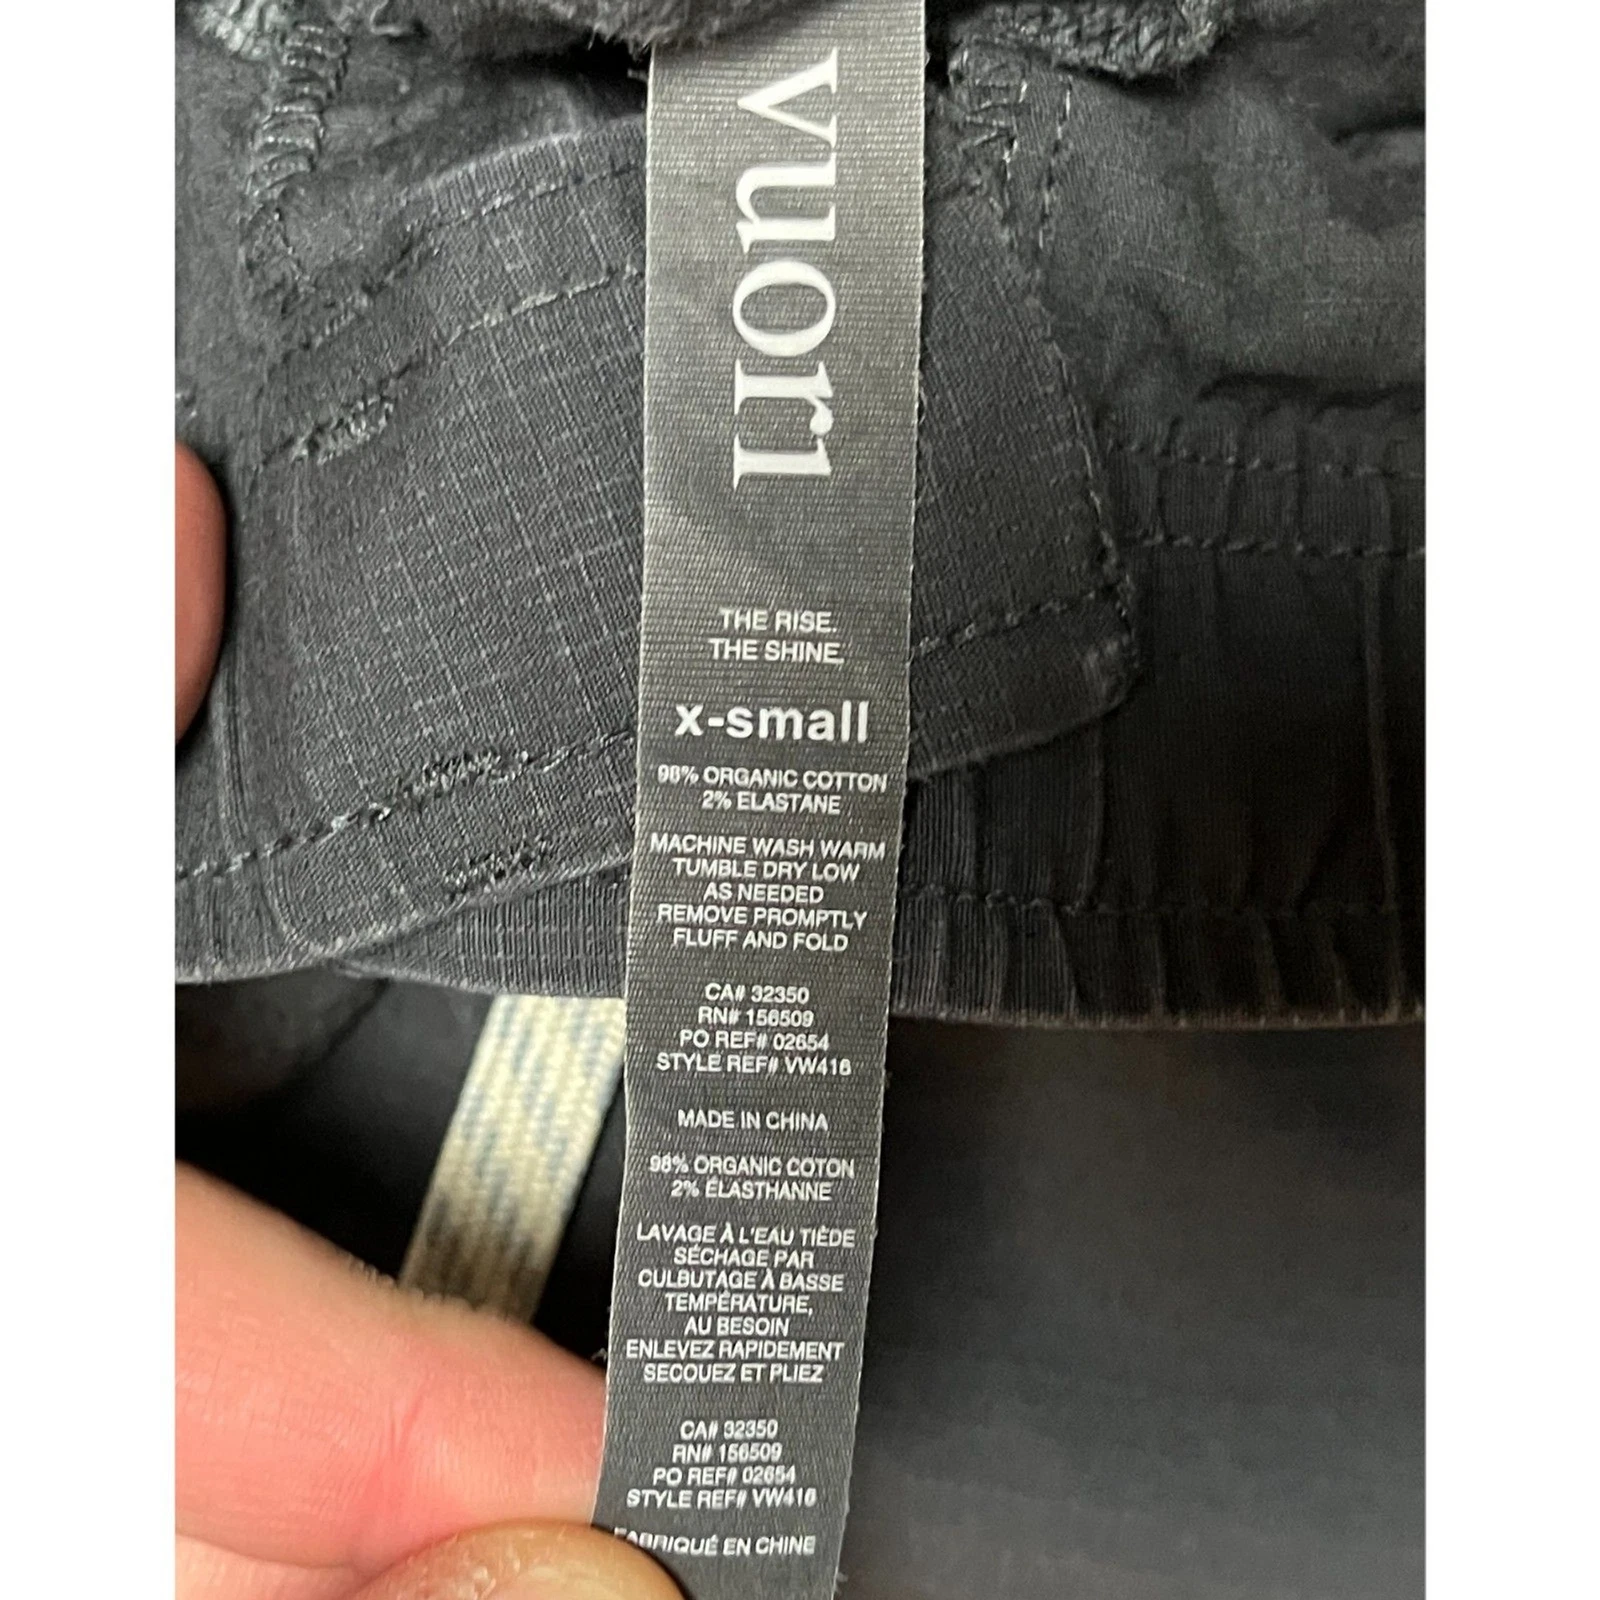 vuori
THE RISE.
THE SHINE.
x-small
98% ORGANIC COTTON
2% ELASTANE
MACHINE WASH WARM
TUMBLE DRY LOW
AS NEEDED
REMOVE PROMPTLY
FLUFF AND FOLD
CA# 32350
RN# 156509
PO REF# 02654
STYLE REF# VW416
MADE IN CHINA
98% ORGANIC COTON
2% ÉLASTHANNE
LAVAGE À L'EAU TIÈDE
SÉCHAGE PAR
CULBUTAGE À BASSE
TEMPÉRATURE,
AU BESOIN
ENLEVEZ RAPIDEMENT
SECOUEZ ET PLIEZ
CA# 32350
RN# 156509
PO REF# 02654
STYLE REF# VW416
FABRIQUÉ EN CHINE